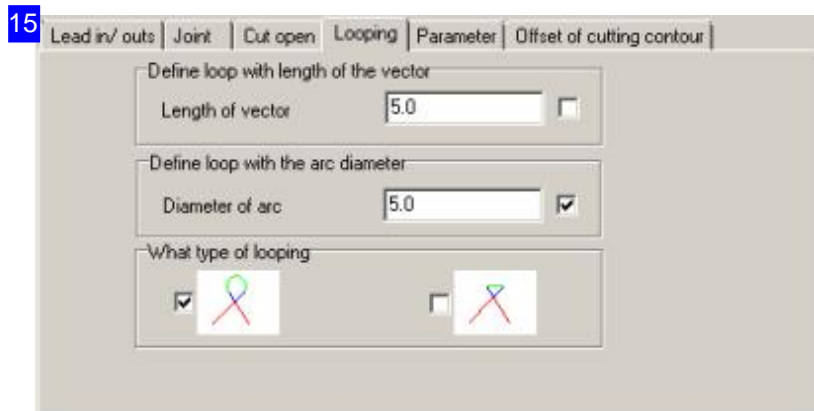 15
Lead in/ outs Joint Cut open Looping Parameter Offset of cutting contour
Define loop with length of the vector
Length of vector 5.0
Define loop with the arc diameter
Diameter of arc 5.0
What type of looping